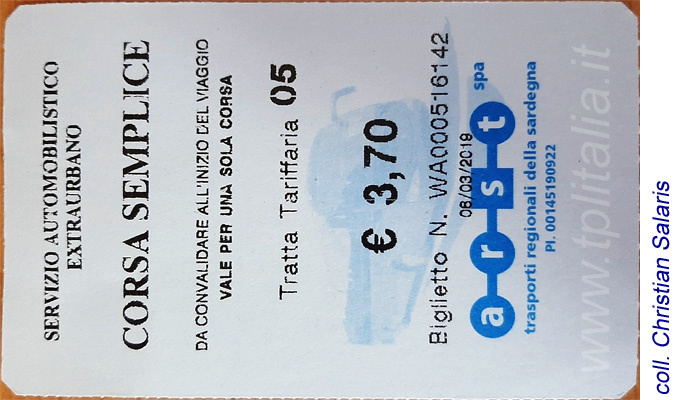 SERVIZIO AUTOMOBILISTICO
EXTRAURBANO
CORSA SEMPLICE
DA CONVALIDARE ALL'INIZIO DEL VIAGGIO
VALE PER UNA SOLA CORSA
Tratta Tariffaria 05
€ 3,70
Biglietto N. WA000516142
08/03/2019
arst spa
trasporti regionali della sardegna
PI. 00145190922
www.tplitalia.it
coll. Christian Salaris